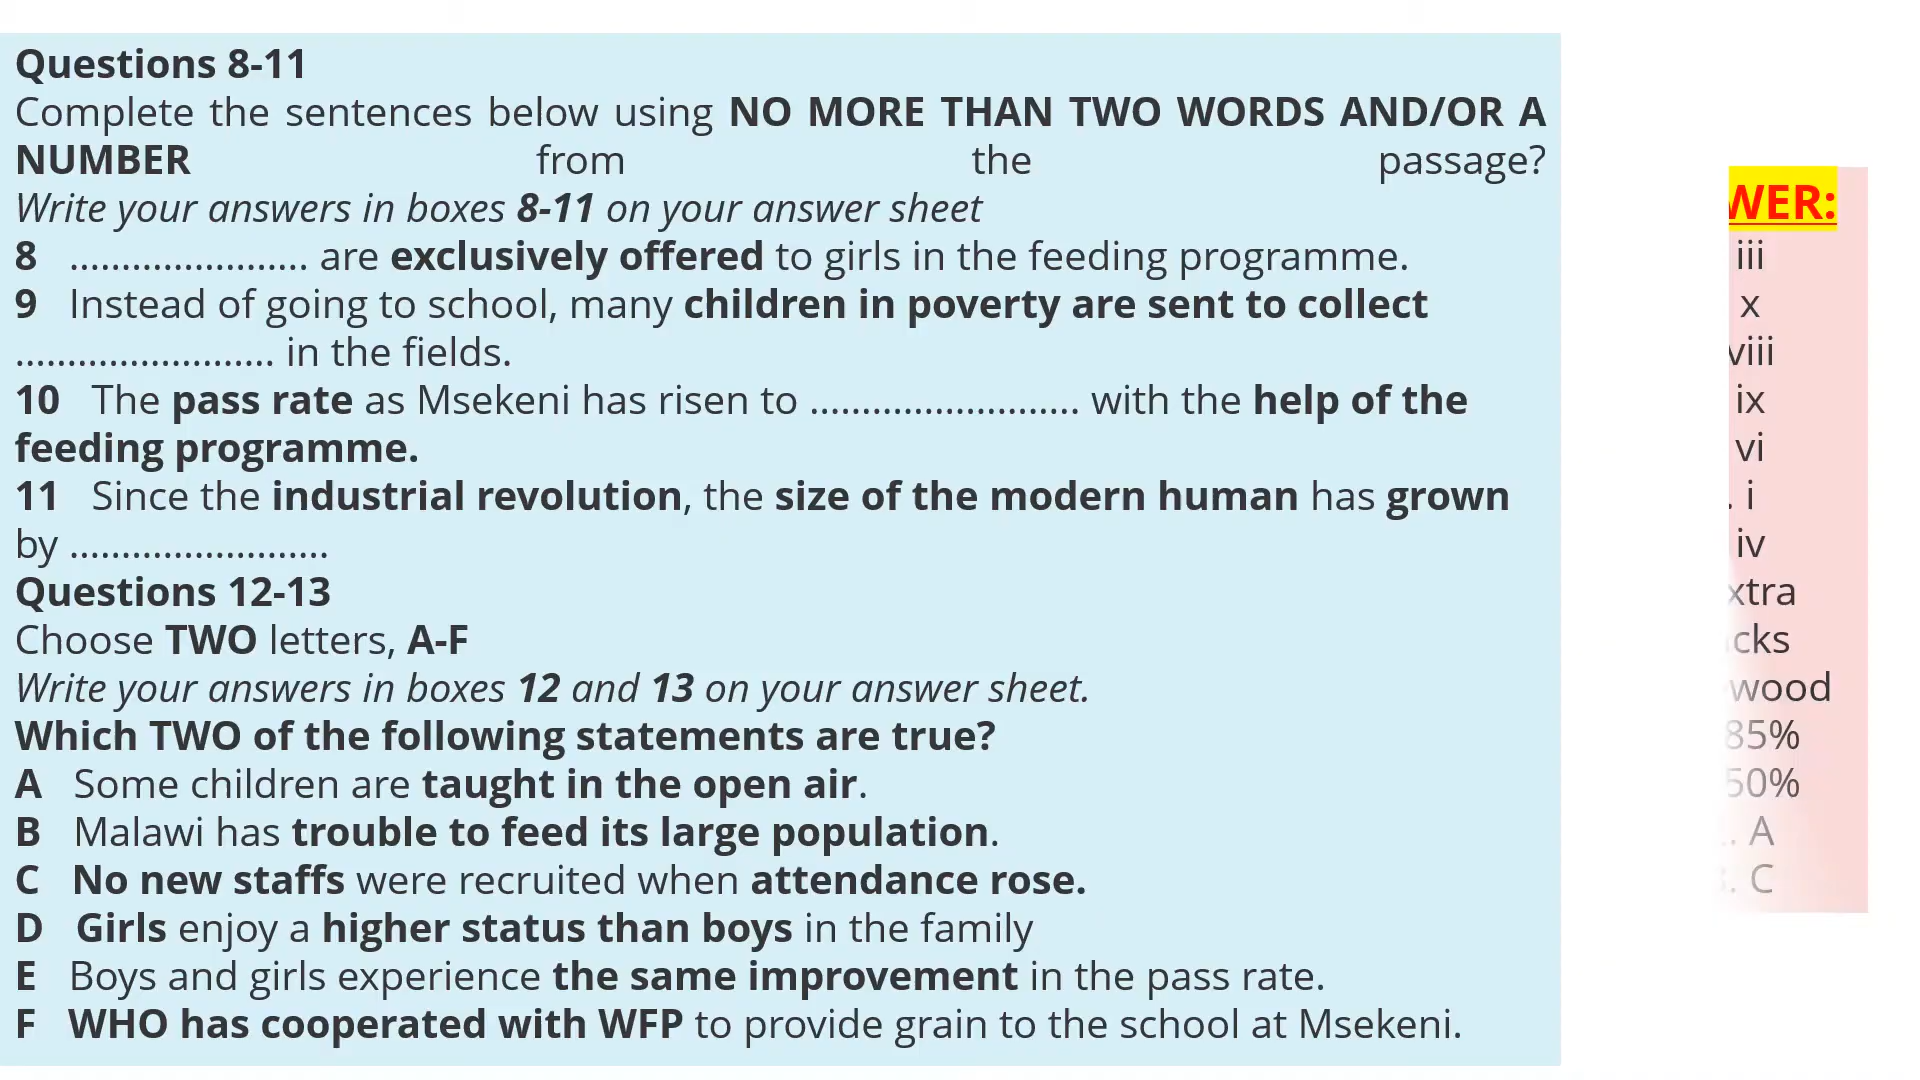 Questions 8-11
Complete the sentences below using NO MORE THAN TWO WORDS AND/OR A
NUMBER from the passage?
Write your answers in boxes 8-11 on your answer sheet
8 ....................... are exclusively offered to girls in the feeding programme.
9 Instead of going to school, many children in poverty are sent to collect
......................... in the fields.
10 The pass rate as Msekeni has risen to .......................... with the help of the
feeding programme.
11 Since the industrial revolution, the size of the modern human has grown
by .........................
Questions 12-13
Choose TWO letters, A-F
Write your answers in boxes 12 and 13 on your answer sheet.
Which TWO of the following statements are true?
A Some children are taught in the open air.
B Malawi has trouble to feed its large population.
C No new staffs were recruited when attendance rose.
D Girls enjoy a higher status than boys in the family
E Boys and girls experience the same improvement in the pass rate.
F WHO has cooperated with WFP to provide grain to the school at Msekeni.
WER:
iii
x
viii
ix
vi
. i
iv
xtra
cks
wood
85%
50%
. A
. C